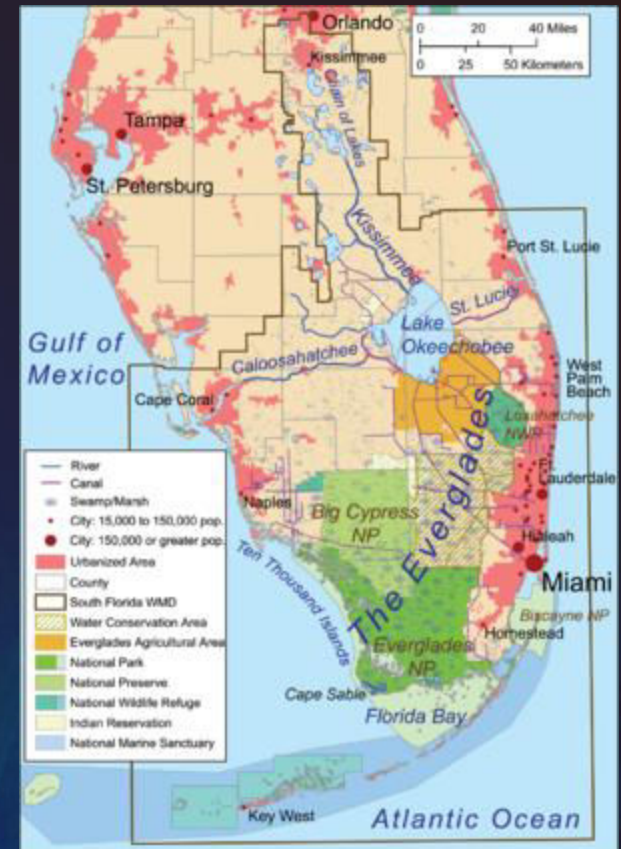 Orlando
Kissimmee
Chain of Lakes
0 20 40 Miles
0 25 50 Kilometers
Tampa
St. Petersburg
Kissimmee
Port St. Lucie
St. Lucie
Lake
Okeechobee
Gulf of
Mexico
Caloosahatchee
Cape Coral
West
Palm
Beach
Loxahatchee
NWR
The Everglades
Lauderdale
Naples
Big Cypress
NP
Hialeah
Miami
Ten Thousand Islands
Biscayne NP
Everglades
NP
Homestead
Cape Sable
Florida Bay
Key West
Atlantic Ocean
River
Canal
Swamp/Marsh
City: 15,000 to 150,000 pop.
City: 150,000 or greater pop.
Urbanized Area
County
South Florida WMD
Water Conservation Area
Everglades Agricultural Area
National Park
National Preserve
National Wildlife Refuge
Indian Reservation
National Marine Sanctuary